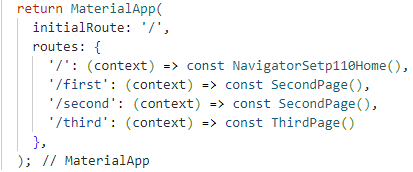 return MaterialApp(
initialRoute: '/',
routes: {
'/': (context) => const NavigatorSetp110Home(),
'/first': (context) => const SecondPage(),
'/second': (context) => const SecondPage(),
'/third': (context) => const ThirdPage()
},
); // MaterialApp